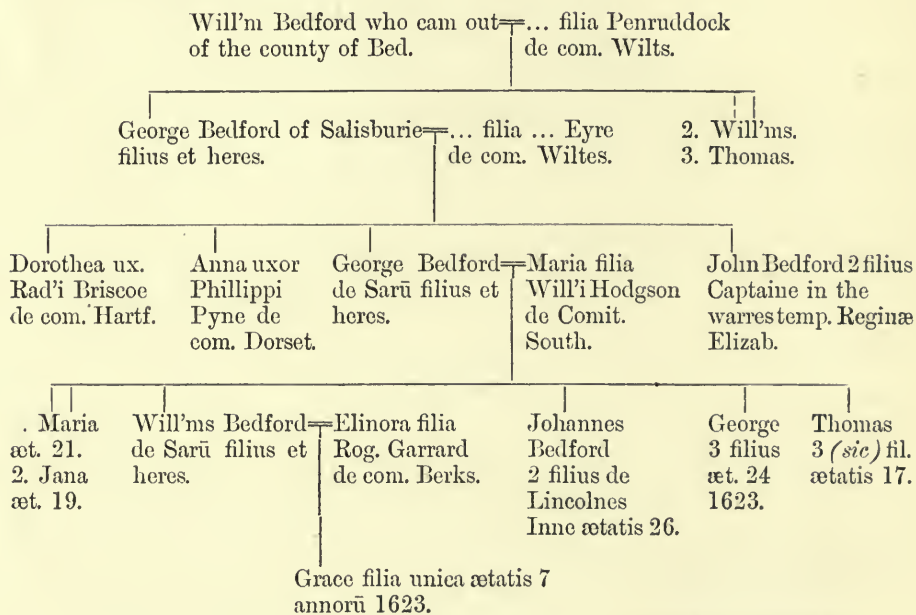 Will'm Bedford who cam out
of the county of Bed.
... filia Penruddock
de com. Wilts.
George Bedford of Salisburie
filius et heres.
... filia ... Eyre
de com. Wiltes.
2. Will'ms.
3. Thomas.
Dorothea ux.
Rad'i Briscoe
de com. Hartf.
Anna uxor
Phillippi
Pyne de
com. Dorset.
George Bedford
de Sarū filius et
heres.
Maria filia
Will'i Hodgson
de Comit.
South.
John Bedford 2 filius
Captaine in the
warres temp. Reginæ
Elizab.
. Maria
æt. 21.
2. Jana
æt. 19.
Will'ms Bedford
de Sarū filius et
heres.
Elinora filia
Rog. Garrard
de com. Berks.
Johannes
Bedford
2 filius de
Lincolnes
Inne ætatis 26.
George
3 filius
æt. 24
1623.
Thomas
3 (sic) fil.
ætatis 17.
Grace filia unica ætatis 7
annorū 1623.